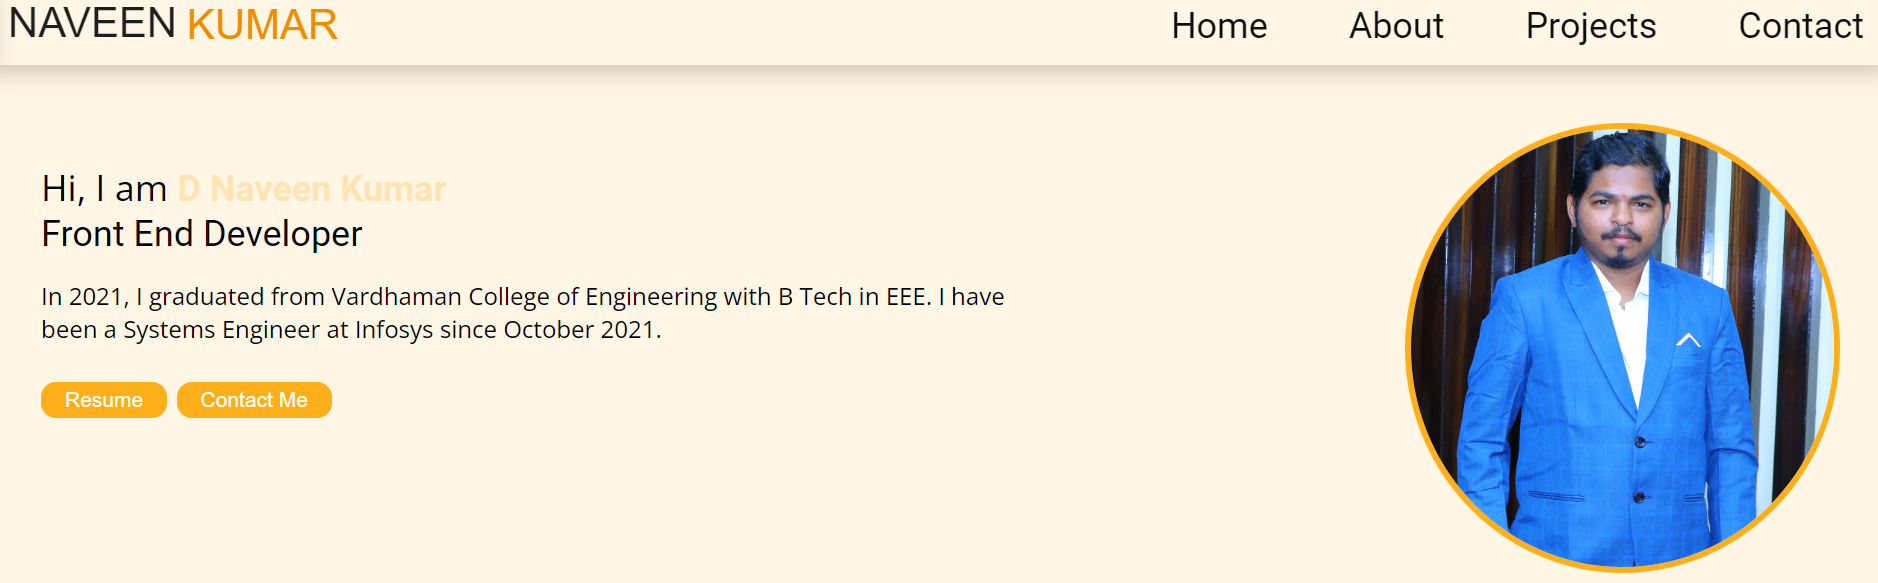 NAVEEN KUMAR
Home About Projects Contact
Hi, I am D Naveen Kumar
Front End Developer
In 2021, I graduated from Vardhaman College of Engineering with B Tech in EEE. I have
been a Systems Engineer at Infosys since October 2021.
Resume Contact Me